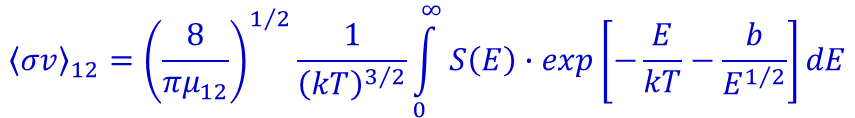 ⟨σv⟩₁₂ = (8/(πμ₁₂))^{1/2} 1/((kT)^{3/2}) ∫₀^∞ S(E) · exp [−E/(kT) − b/(E^{1/2})] dE